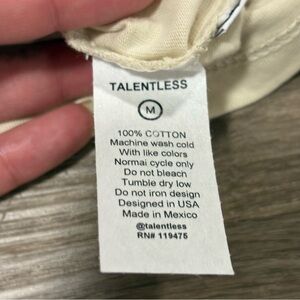 TALENTLESS
M
100% COTTON
Machine wash cold
With like colors
Normal cycle only
Do not bleach
Tumble dry low
Do not iron design
Designed in USA
Made in Mexico
@talentless
RN# 119475